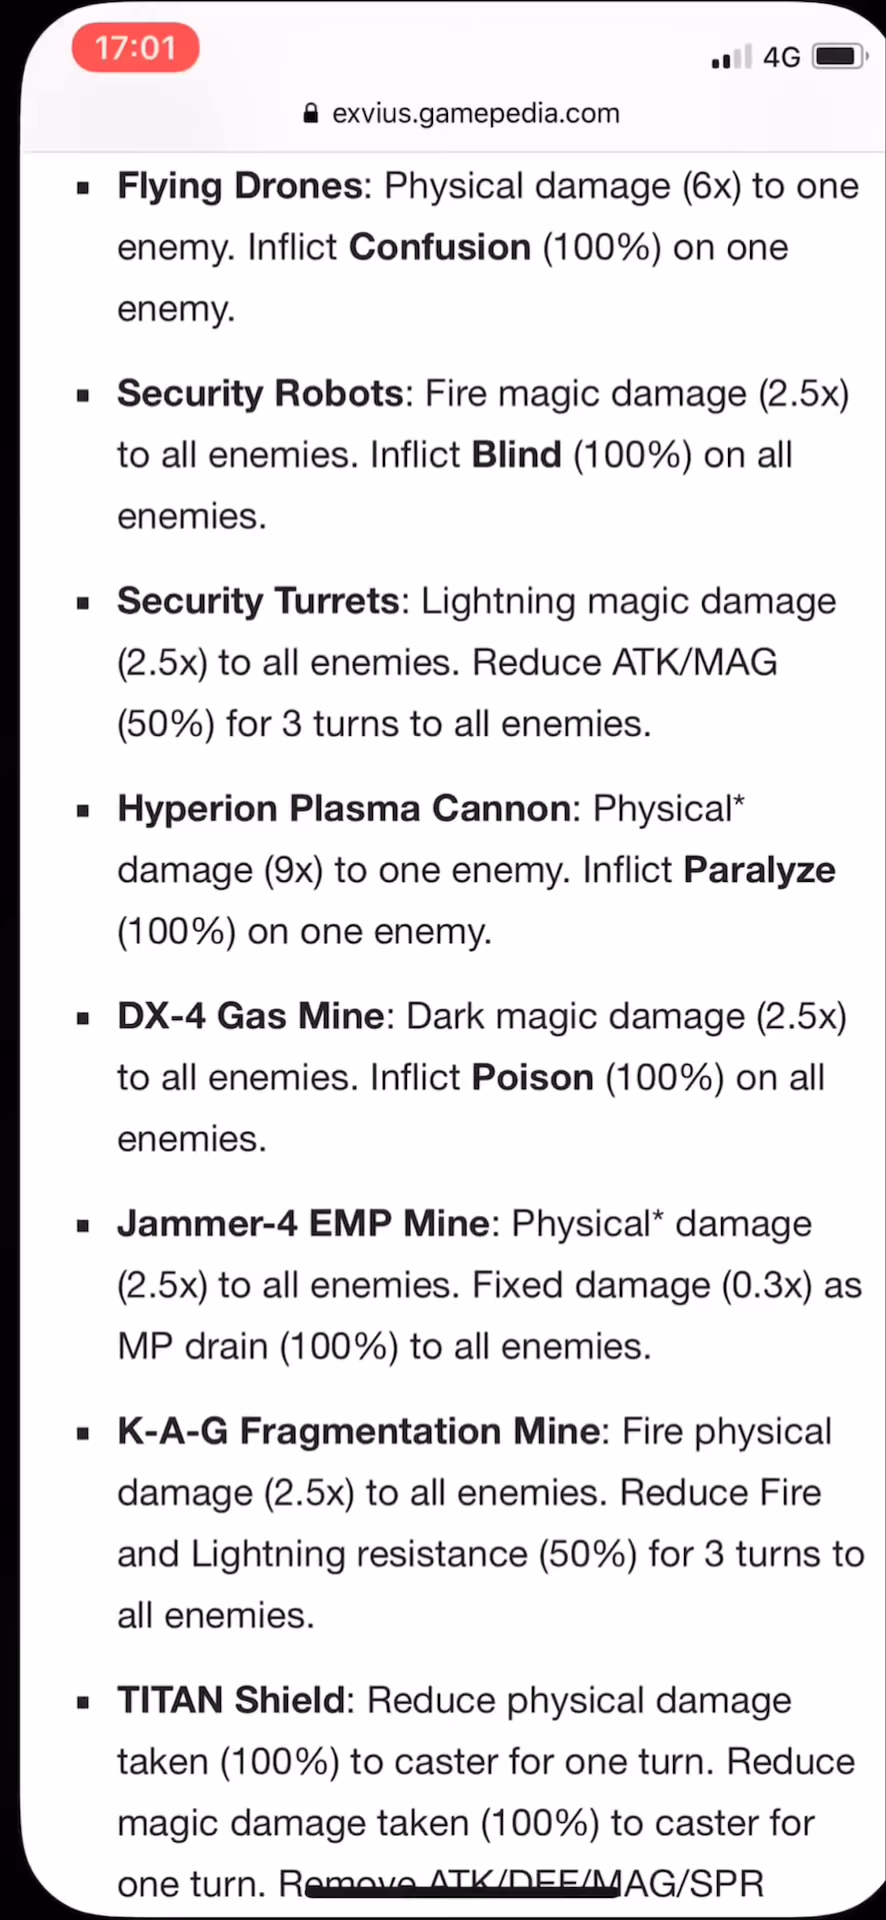 17:01
4G
exvius.gamepedia.com
▪ Flying Drones: Physical damage (6x) to one
enemy. Inflict Confusion (100%) on one
enemy.
▪ Security Robots: Fire magic damage (2.5x)
to all enemies. Inflict Blind (100%) on all
enemies.
▪ Security Turrets: Lightning magic damage
(2.5x) to all enemies. Reduce ATK/MAG
(50%) for 3 turns to all enemies.
▪ Hyperion Plasma Cannon: Physical*
damage (9x) to one enemy. Inflict Paralyze
(100%) on one enemy.
▪ DX-4 Gas Mine: Dark magic damage (2.5x)
to all enemies. Inflict Poison (100%) on all
enemies.
▪ Jammer-4 EMP Mine: Physical* damage
(2.5x) to all enemies. Fixed damage (0.3x) as
MP drain (100%) to all enemies.
▪ K-A-G Fragmentation Mine: Fire physical
damage (2.5x) to all enemies. Reduce Fire
and Lightning resistance (50%) for 3 turns to
all enemies.
▪ TITAN Shield: Reduce physical damage
taken (100%) to caster for one turn. Reduce
magic damage taken (100%) to caster for
one turn. Remove ATK/DEF/MAG/SPR